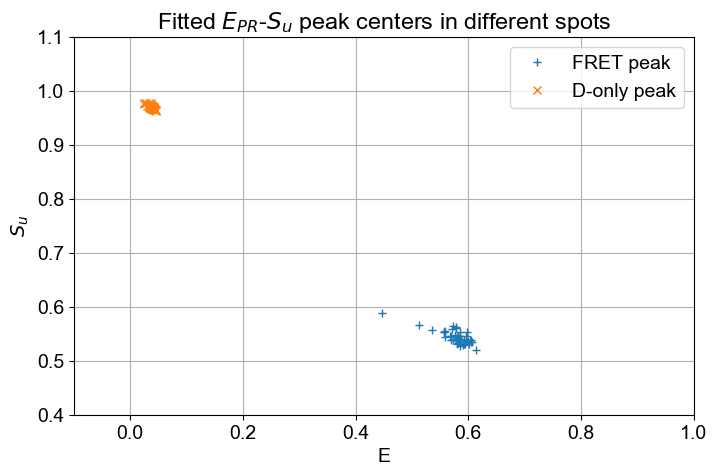 Fitted E_PR-S_u peak centers in different spots
FRET peak
D-only peak
1.1
1.0
0.9
0.8
0.7
0.6
0.5
0.4
S_u
0.0
0.2
0.4
0.6
0.8
1.0
E